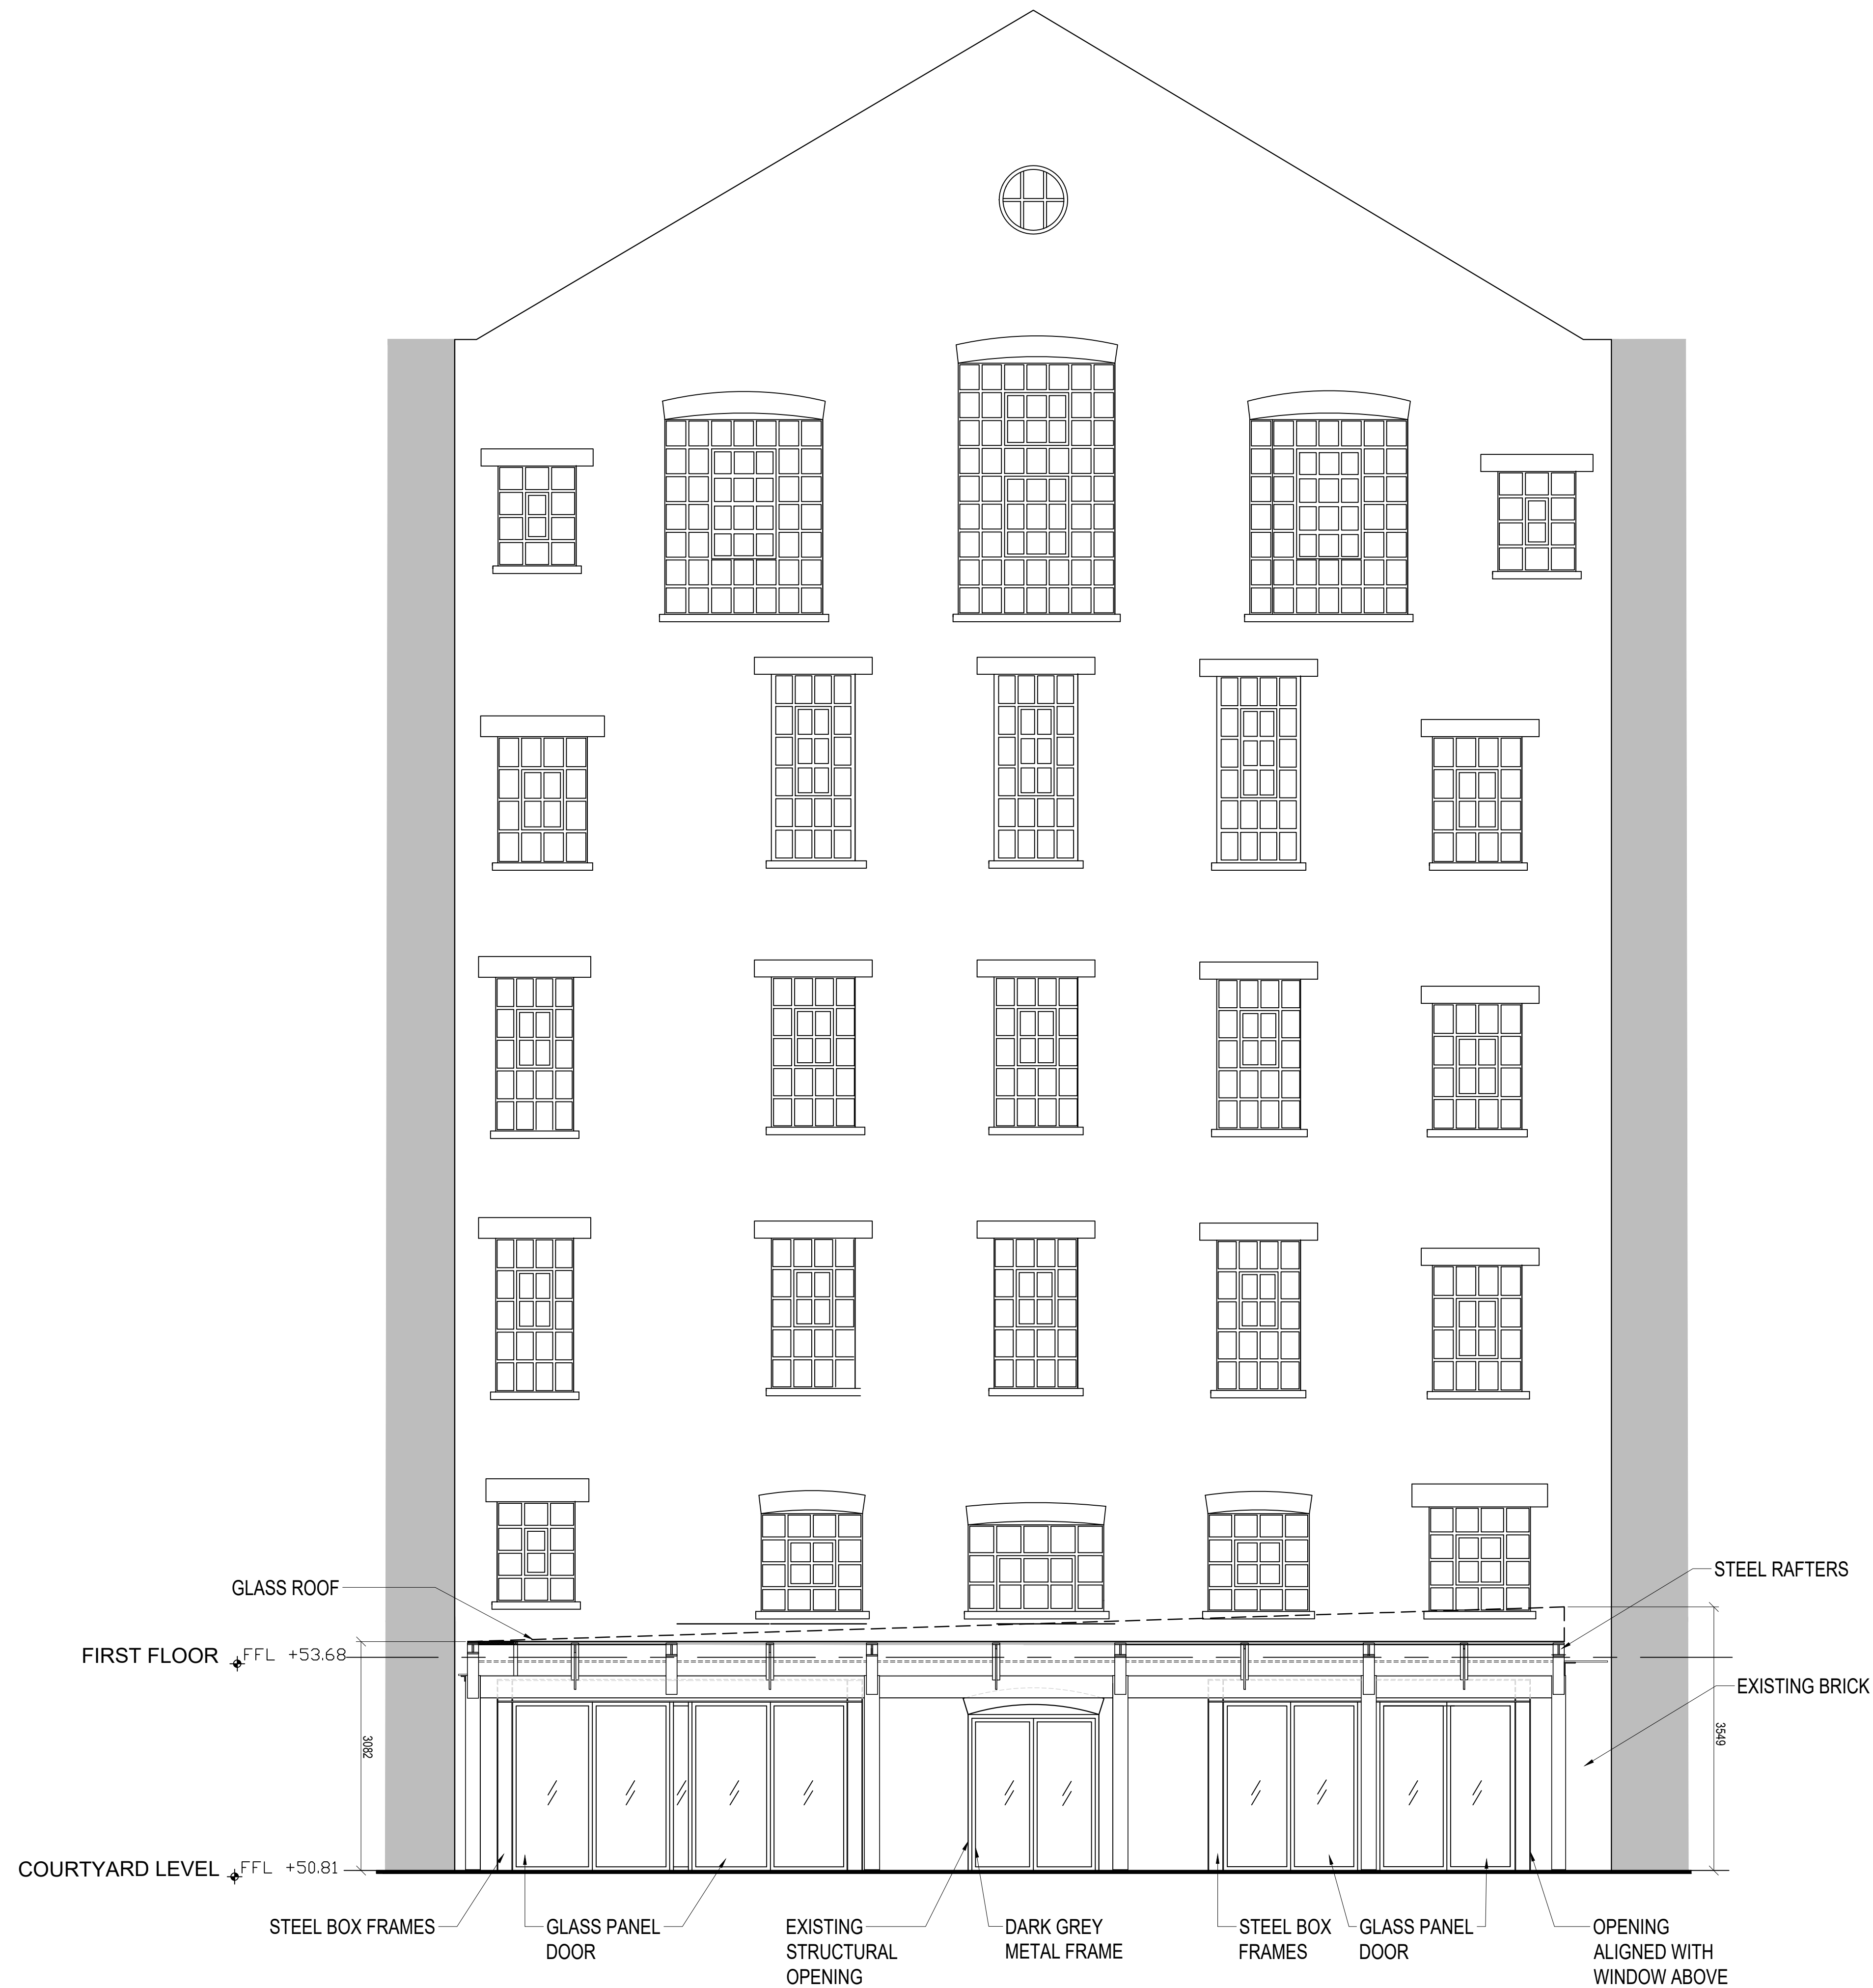 GLASS ROOF
STEEL RAFTERS
FIRST FLOOR FFL +53.68
EXISTING BRICK
3082
3549
COURTYARD LEVEL FFL +50.81
STEEL BOX FRAMES
GLASS PANEL
DOOR
EXISTING
STRUCTURAL
OPENING
DARK GREY
METAL FRAME
STEEL BOX
FRAMES
GLASS PANEL
DOOR
OPENING
ALIGNED WITH
WINDOW ABOVE